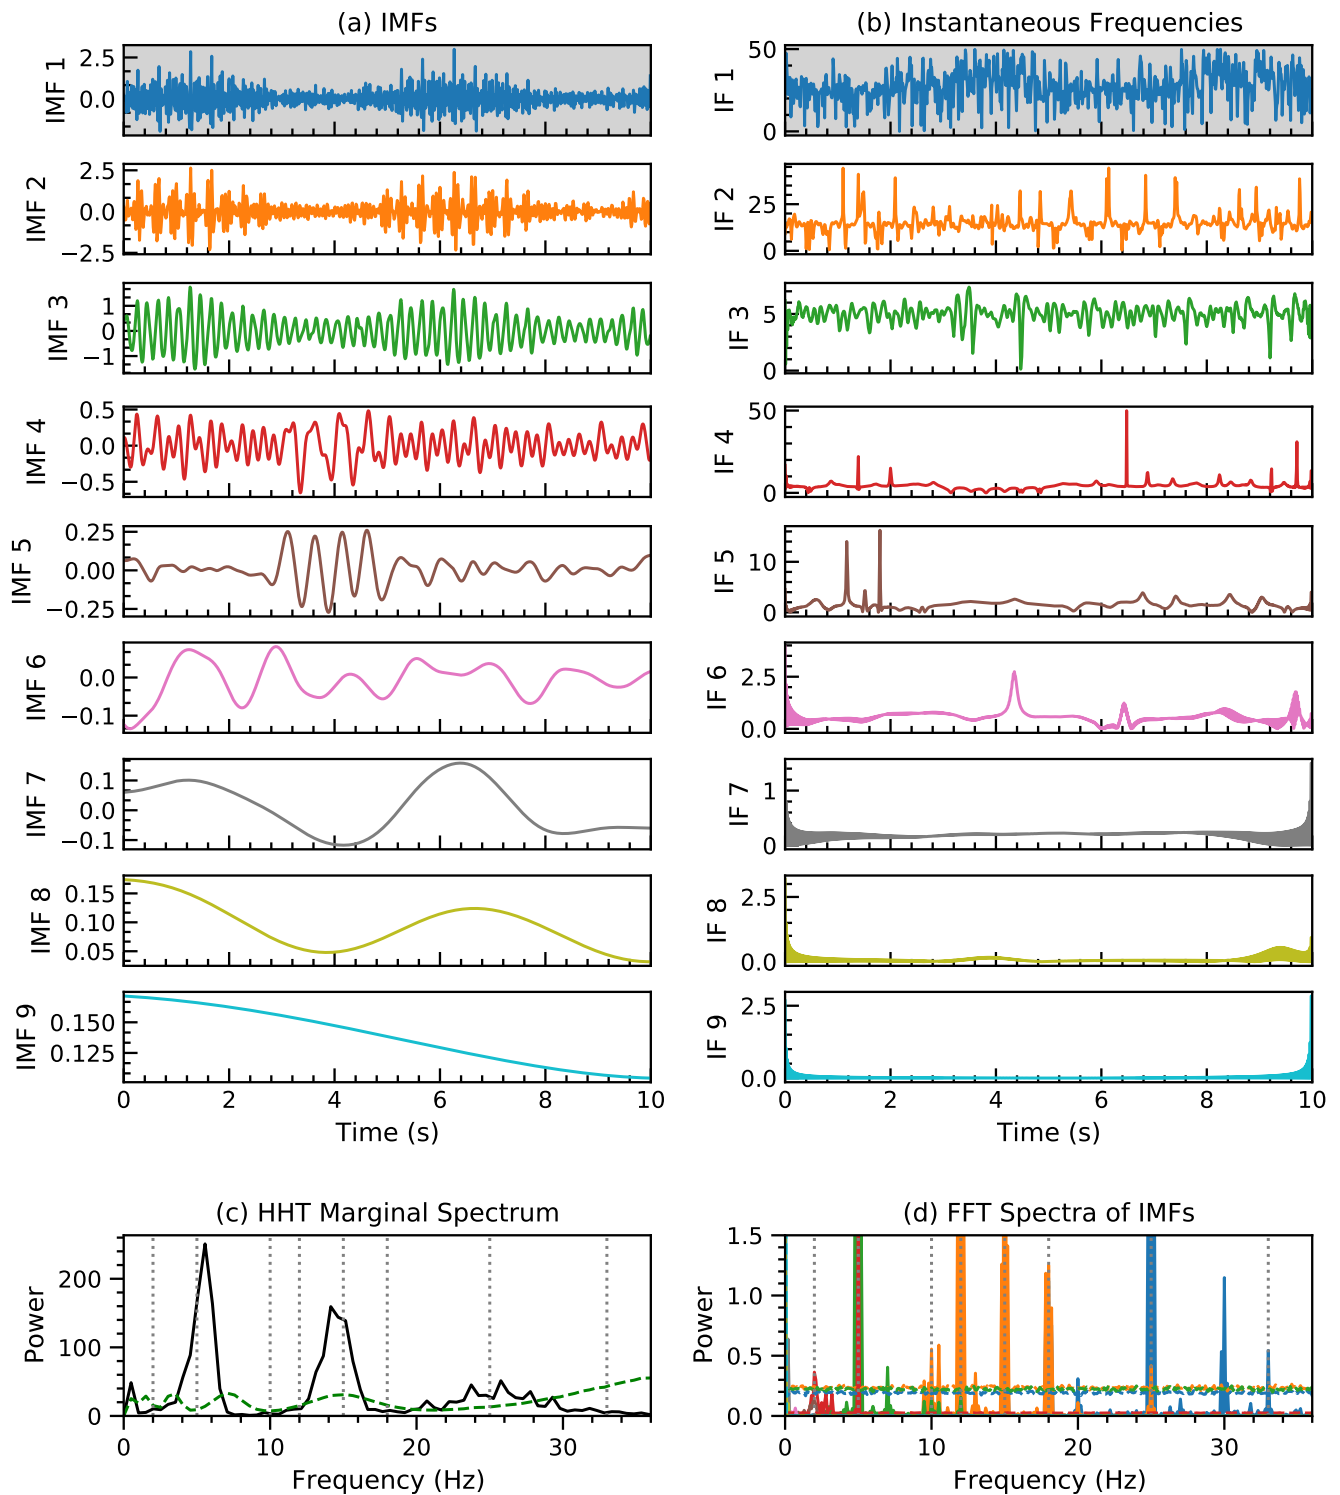 (a) IMFs
(b) Instantaneous Frequencies
IMF 1
2.5
0.0
IF 1
50
0
IMF 2
2.5
0.0
−2.5
IF 2
25
0
IMF 3
1
0
−1
IF 3
5
0
IMF 4
0.5
0.0
−0.5
IF 4
50
0
IMF 5
0.25
0.00
−0.25
IF 5
10
0
IMF 6
0.0
−0.1
IF 6
2.5
0.0
IMF 7
0.1
0.0
−0.1
IF 7
1
0
IMF 8
0.15
0.10
0.05
IF 8
2.5
0.0
IMF 9
0.150
0.125
IF 9
2.5
0.0
0 2 4 6 8 10
0 2 4 6 8 10
Time (s)
Time (s)
(c) HHT Marginal Spectrum
(d) FFT Spectra of IMFs
Power
200
100
0
Power
1.5
1.0
0.5
0.0
0 10 20 30
0 10 20 30
Frequency (Hz)
Frequency (Hz)